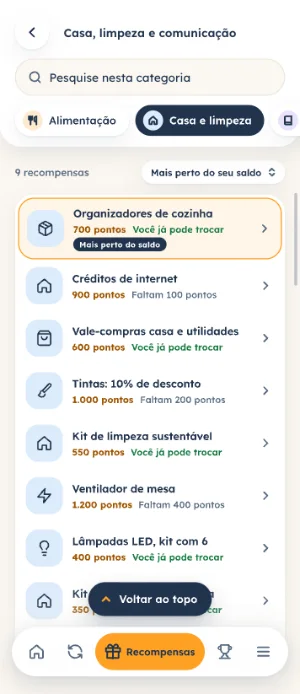 Casa, limpeza e comunicação
Pesquise nesta categoria
Alimentação
Casa e limpeza
9 recompensas
Mais perto do seu saldo
Organizadores de cozinha
700 pontos Você já pode trocar
Mais perto do saldo
Créditos de internet
900 pontos Faltam 100 pontos
Vale-compras casa e utilidades
600 pontos Você já pode trocar
Tintas: 10% de desconto
1.000 pontos Faltam 200 pontos
Kit de limpeza sustentável
550 pontos Você já pode trocar
Ventilador de mesa
1.200 pontos Faltam 400 pontos
Lâmpadas LED, kit com 6
400 pontos Você já pode trocar
Kit
350
Voltar ao topo
Recompensas